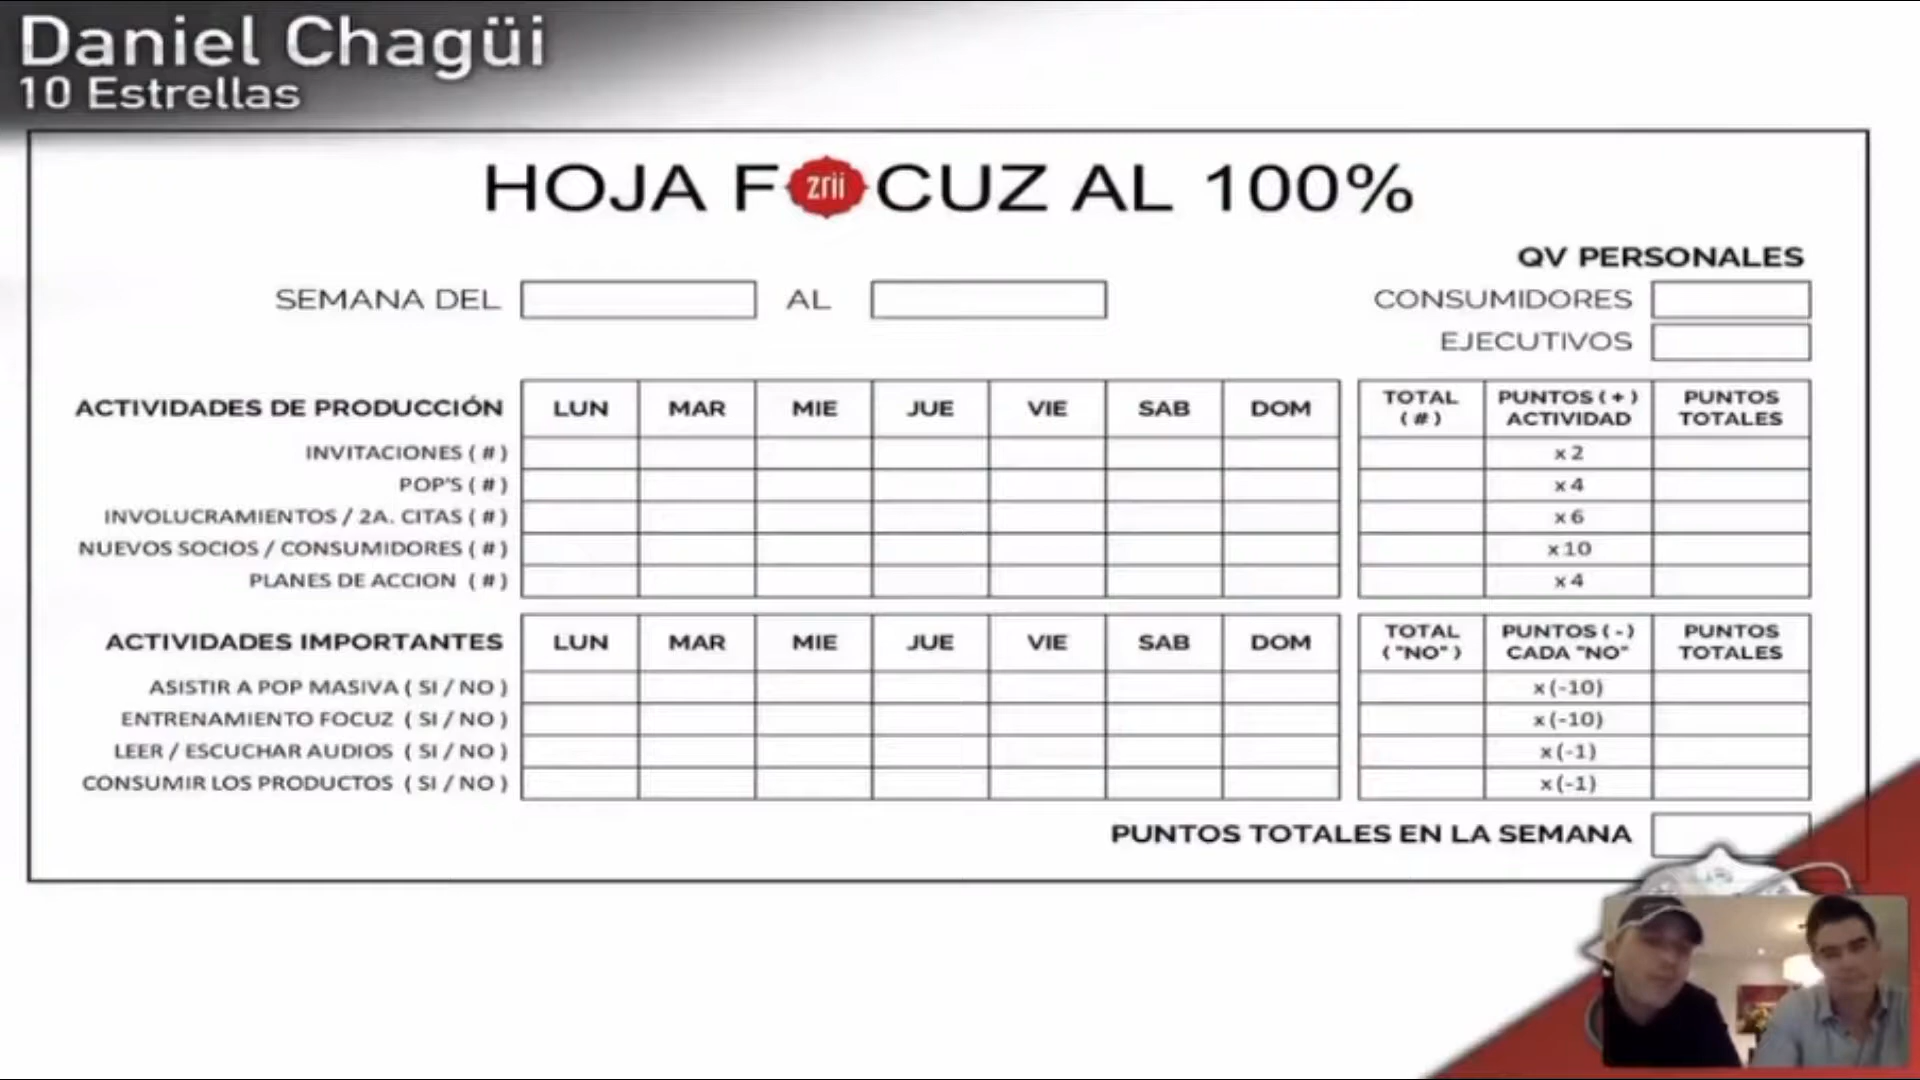 Daniel Chagüi
10 Estrellas
HOJA F zrii CUZ AL 100%
QV PERSONALES
SEMANA DEL AL CONSUMIDORES
EJECUTIVOS
ACTIVIDADES DE PRODUCCIÓN LUN MAR MIE JUE VIE SAB DOM TOTAL (#) PUNTOS (+) ACTIVIDAD PUNTOS TOTALES
INVITACIONES (#) x 2
POP'S (#) x 4
INVOLUCRAMIENTOS / 2A. CITAS (#) x 6
NUEVOS SOCIOS / CONSUMIDORES (#) x 10
PLANES DE ACCION (#) x 4
ACTIVIDADES IMPORTANTES LUN MAR MIE JUE VIE SAB DOM TOTAL ("NO") PUNTOS (-) CADA "NO" PUNTOS TOTALES
ASISTIR A POP MASIVA (SI / NO) x (-10)
ENTRENAMIENTO FOCUZ (SI / NO) x (-10)
LEER / ESCUCHAR AUDIOS (SI / NO) x (-1)
CONSUMIR LOS PRODUCTOS (SI / NO) x (-1)
PUNTOS TOTALES EN LA SEMANA